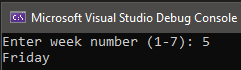 Microsoft Visual Studio Debug Console
Enter week number (1-7): 5
Friday